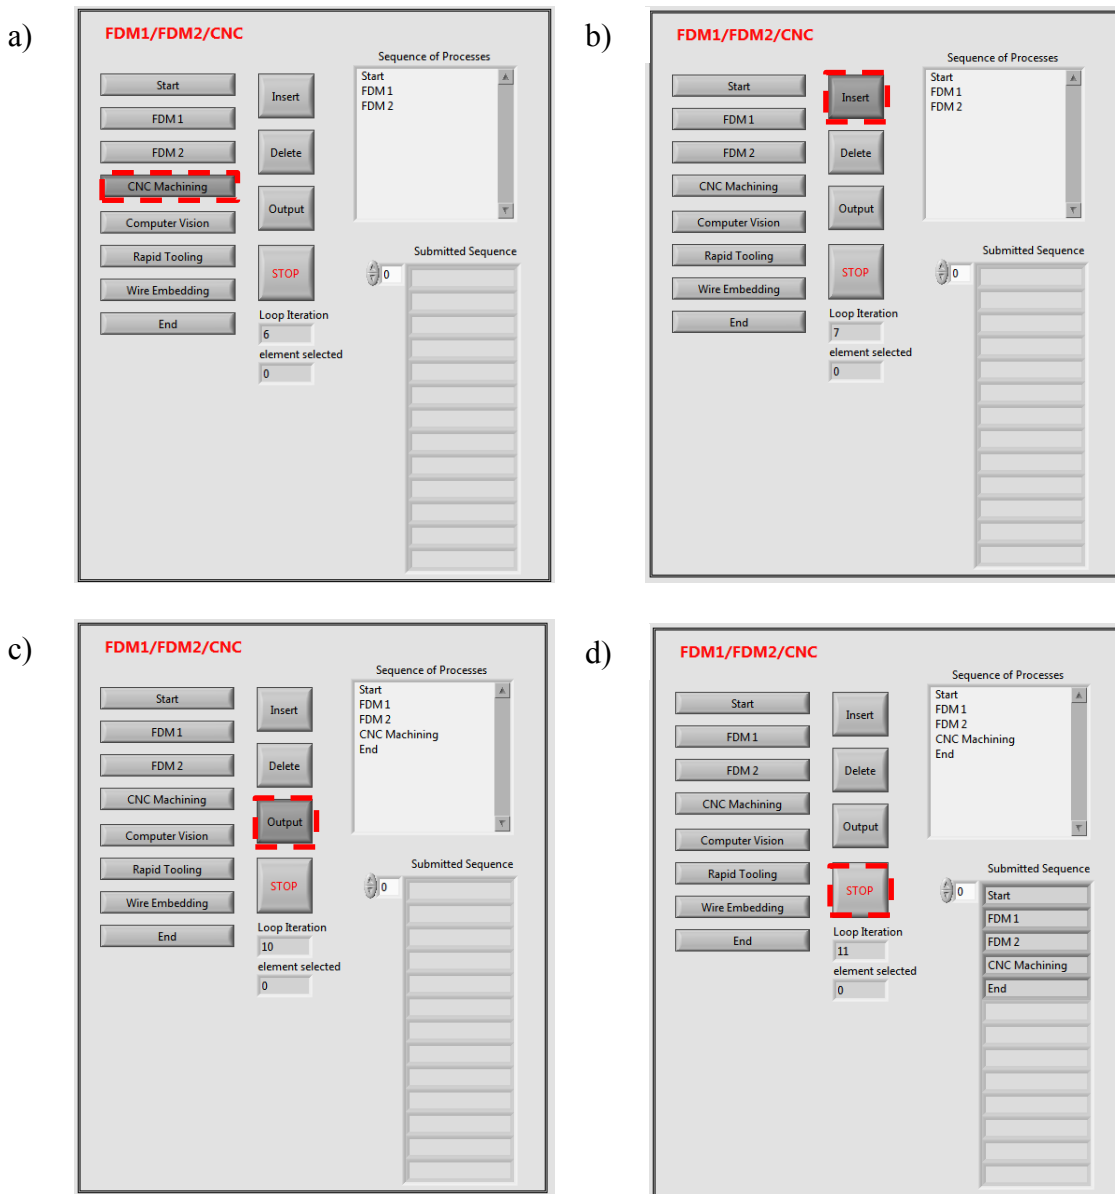 a)
FDM1/FDM2/CNC
Sequence of Processes
Start
FDM 1
FDM 2
Start
FDM 1
FDM 2
CNC Machining
Computer Vision
Rapid Tooling
Wire Embedding
End
Insert
Delete
Output
STOP
Loop Iteration
6
element selected
0
Submitted Sequence
0
b)
FDM1/FDM2/CNC
Sequence of Processes
Start
FDM 1
FDM 2
Start
FDM 1
FDM 2
CNC Machining
Computer Vision
Rapid Tooling
Wire Embedding
End
Insert
Delete
Output
STOP
Loop Iteration
7
element selected
0
Submitted Sequence
0
c)
FDM1/FDM2/CNC
Sequence of Processes
Start
FDM 1
FDM 2
CNC Machining
End
Start
FDM 1
FDM 2
CNC Machining
Computer Vision
Rapid Tooling
Wire Embedding
End
Insert
Delete
Output
STOP
Loop Iteration
10
element selected
0
Submitted Sequence
0
d)
FDM1/FDM2/CNC
Sequence of Processes
Start
FDM 1
FDM 2
CNC Machining
End
Start
FDM 1
FDM 2
CNC Machining
Computer Vision
Rapid Tooling
Wire Embedding
End
Insert
Delete
Output
STOP
Loop Iteration
11
element selected
0
Submitted Sequence
0
Start
FDM 1
FDM 2
CNC Machining
End